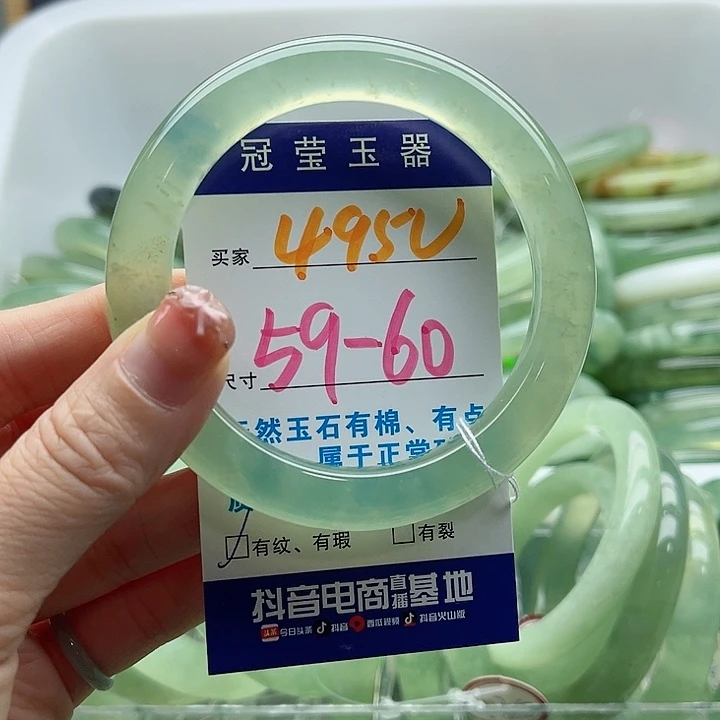 冠莹玉器
买家 495V
尺寸 59-60
然玉石有棉、有点
属于正常
有纹、有瑕 有裂
抖音电商直播基地
今日头条 抖音 西瓜视频 抖音火山版